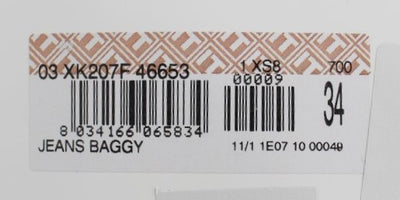 03 XK207F 46653 1 XS8 700
00009
34
8 034166 065834
JEANS BAGGY 11/1 1E07 10 00049